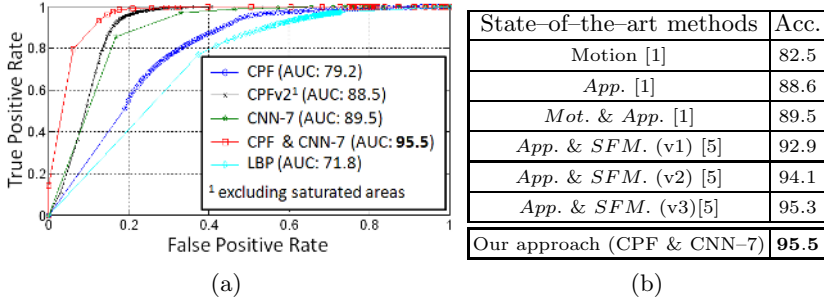 True Positive Rate
1
0.8
0.6
0.4
0.2
0
CPF (AUC: 79.2)
CPFv2¹ (AUC: 88.5)
CNN-7 (AUC: 89.5)
CPF & CNN-7 (AUC: 95.5)
LBP (AUC: 71.8)
¹ excluding saturated areas
0 0.2 0.4 0.6 0.8 1
False Positive Rate
(a)
State–of–the–art methods Acc.
Motion [1] 82.5
App. [1] 88.6
Mot. & App. [1] 89.5
App. & SFM. (v1) [5] 92.9
App. & SFM. (v2) [5] 94.1
App. & SFM. (v3)[5] 95.3
Our approach (CPF & CNN–7) 95.5
(b)